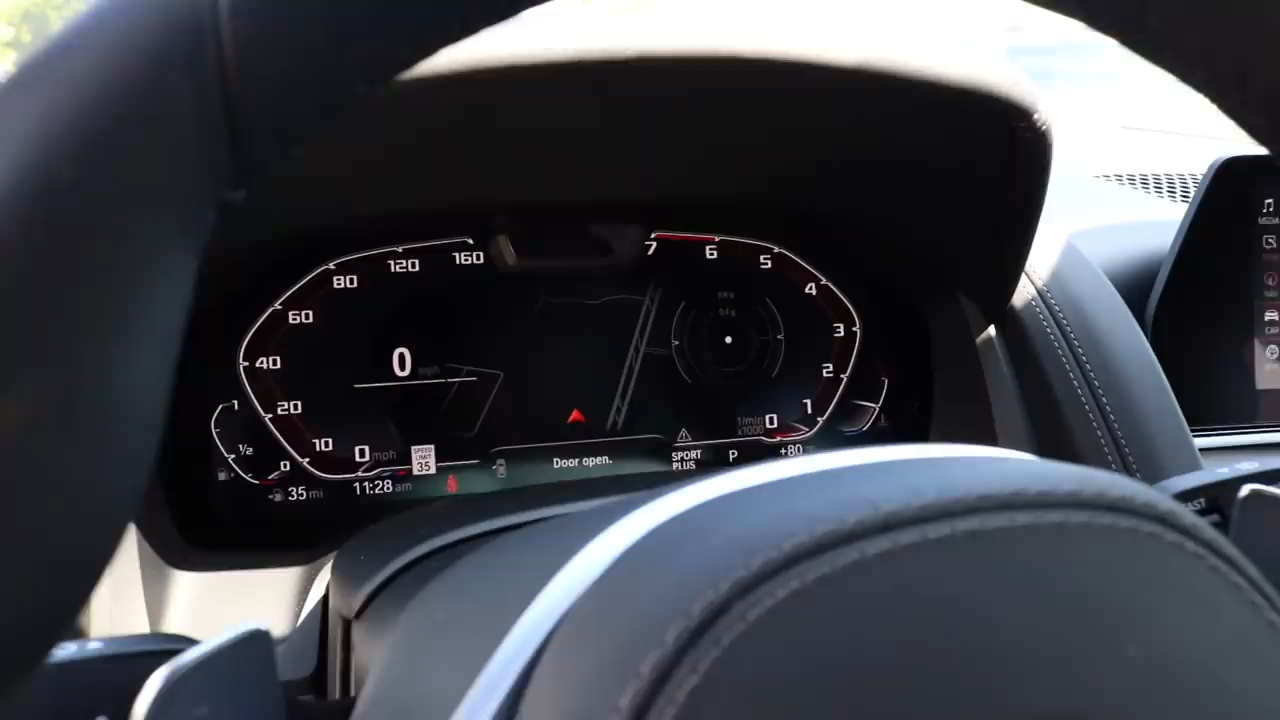 160
120
80
60
40
20
10
0
0 mph
mph
SPEED
LIMIT
35
1
1/2
0
35 mi
11:28 am
Door open.
7
6
5
4
3
2
1
0
1/min
x1000
SPORT
PLUS
P
+80
MEDIA
CAR